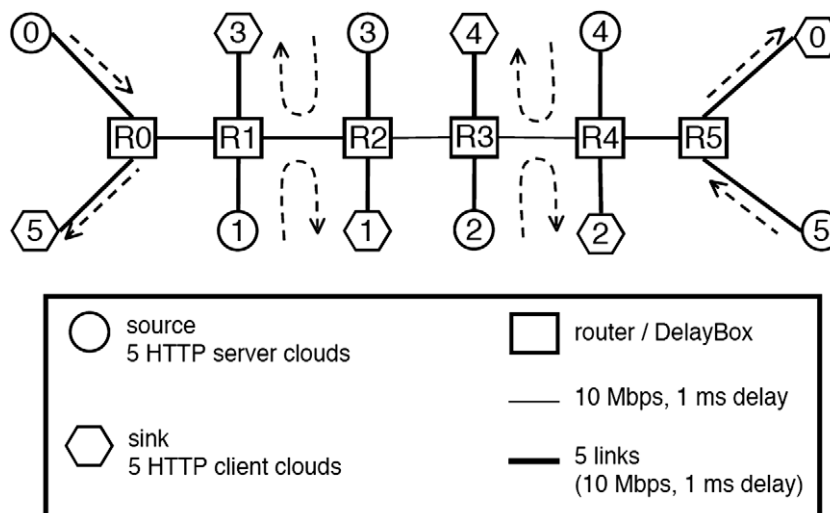 0 3 3 4 4 0
R0 R1 R2 R3 R4 R5
5 1 1 2 2 5
source
5 HTTP server clouds
router / DelayBox
10 Mbps, 1 ms delay
sink
5 HTTP client clouds
5 links
(10 Mbps, 1 ms delay)